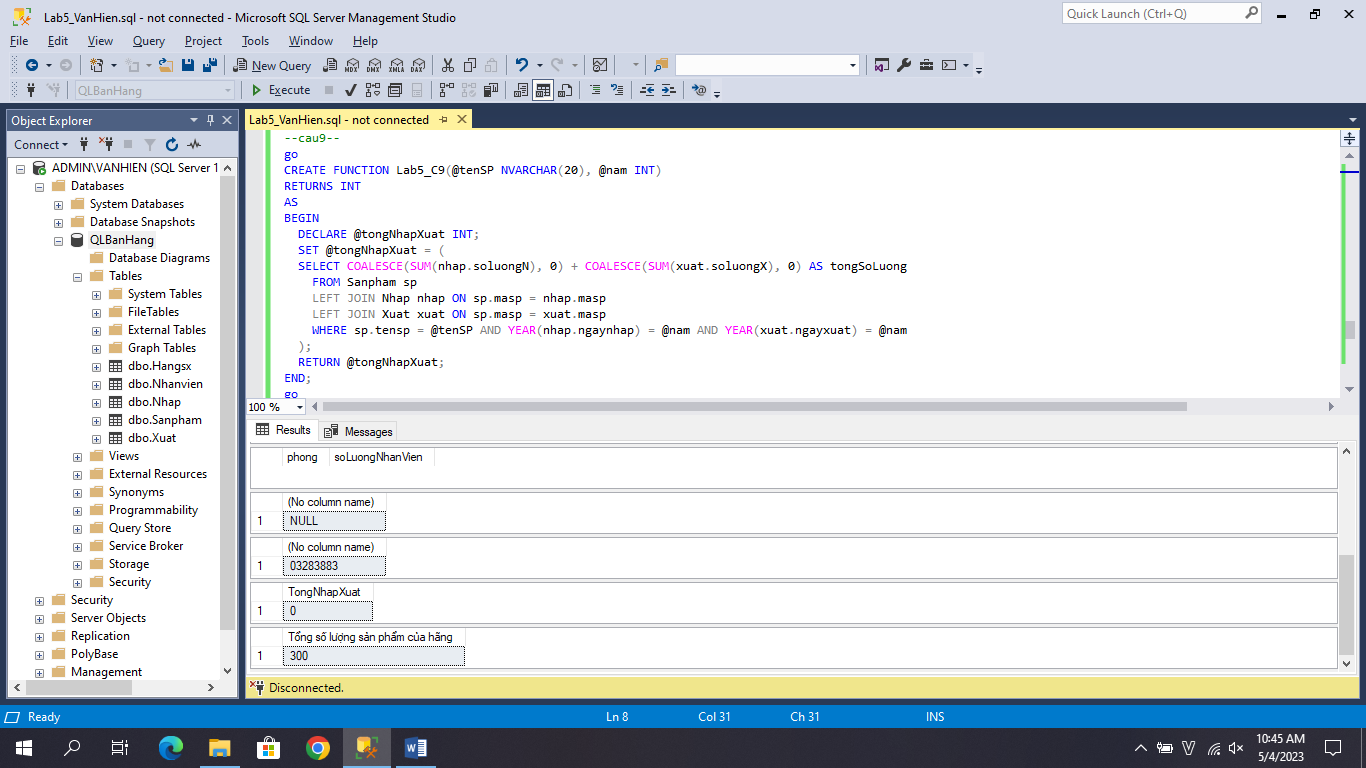 Lab5_VanHien.sql - not connected - Microsoft SQL Server Management Studio
Quick Launch (Ctrl+Q)
File Edit View Query Project Tools Window Help
New Query MDX DMX XMLA DAX
QLBanHang Execute
Object Explorer
Connect
ADMIN\VANHIEN (SQL Server 1
Databases
System Databases
Database Snapshots
QLBanHang
Database Diagrams
Tables
System Tables
FileTables
External Tables
Graph Tables
dbo.Hangsx
dbo.Nhanvien
dbo.Nhap
dbo.Sanpham
dbo.Xuat
Views
External Resources
Synonyms
Programmability
Query Store
Service Broker
Storage
Security
Security
Server Objects
Replication
PolyBase
Management
Lab5_VanHien.sql - not connected
--cau9--
go
CREATE FUNCTION Lab5_C9(@tenSP NVARCHAR(20), @nam INT)
RETURNS INT
AS
BEGIN
DECLARE @tongNhapXuat INT;
SET @tongNhapXuat = (
SELECT COALESCE(SUM(nhap.soluongN), 0) + COALESCE(SUM(xuat.soluongX), 0) AS tongSoLuong
FROM Sanpham sp
LEFT JOIN Nhap nhap ON sp.masp = nhap.masp
LEFT JOIN Xuat xuat ON sp.masp = xuat.masp
WHERE sp.tensp = @tenSP AND YEAR(nhap.ngaynhap) = @nam AND YEAR(xuat.ngayxuat) = @nam
);
RETURN @tongNhapXuat;
END;
go
100 %
Results Messages
phong soLuongNhanVien
(No column name)
1 NULL
(No column name)
1 03283883
TongNhapXuat
1 0
Tổng số lượng sản phẩm của hãng
1 300
Disconnected.
Ready Ln 8 Col 31 Ch 31 INS
10:45 AM
5/4/2023